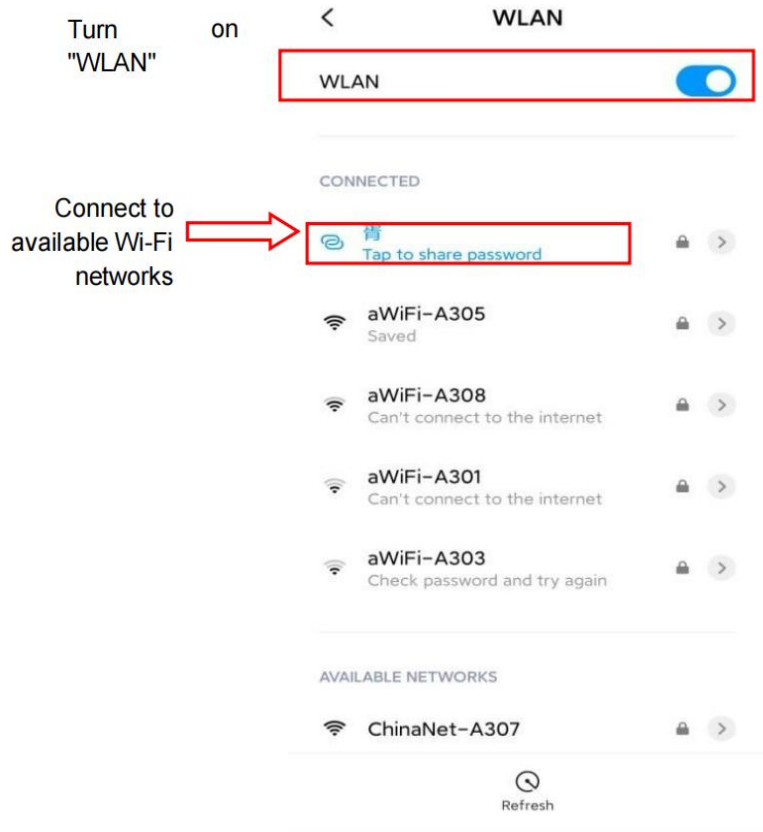 Turn on
"WLAN"
Connect to
available Wi-Fi
networks
WLAN
WLAN
CONNECTED
胥
Tap to share password
aWiFi-A305
Saved
aWiFi-A308
Can't connect to the internet
aWiFi-A301
Can't connect to the internet
aWiFi-A303
Check password and try again
AVAILABLE NETWORKS
ChinaNet-A307
Refresh